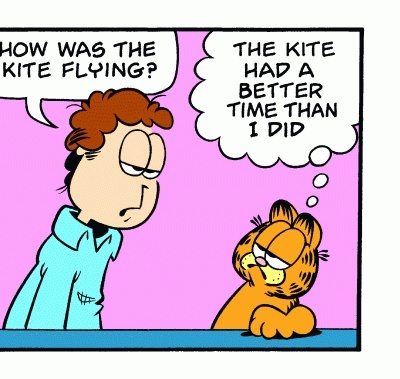 HOW WAS THE
KITE FLYING?
THE KITE
HAD A
BETTER
TIME THAN
I DID